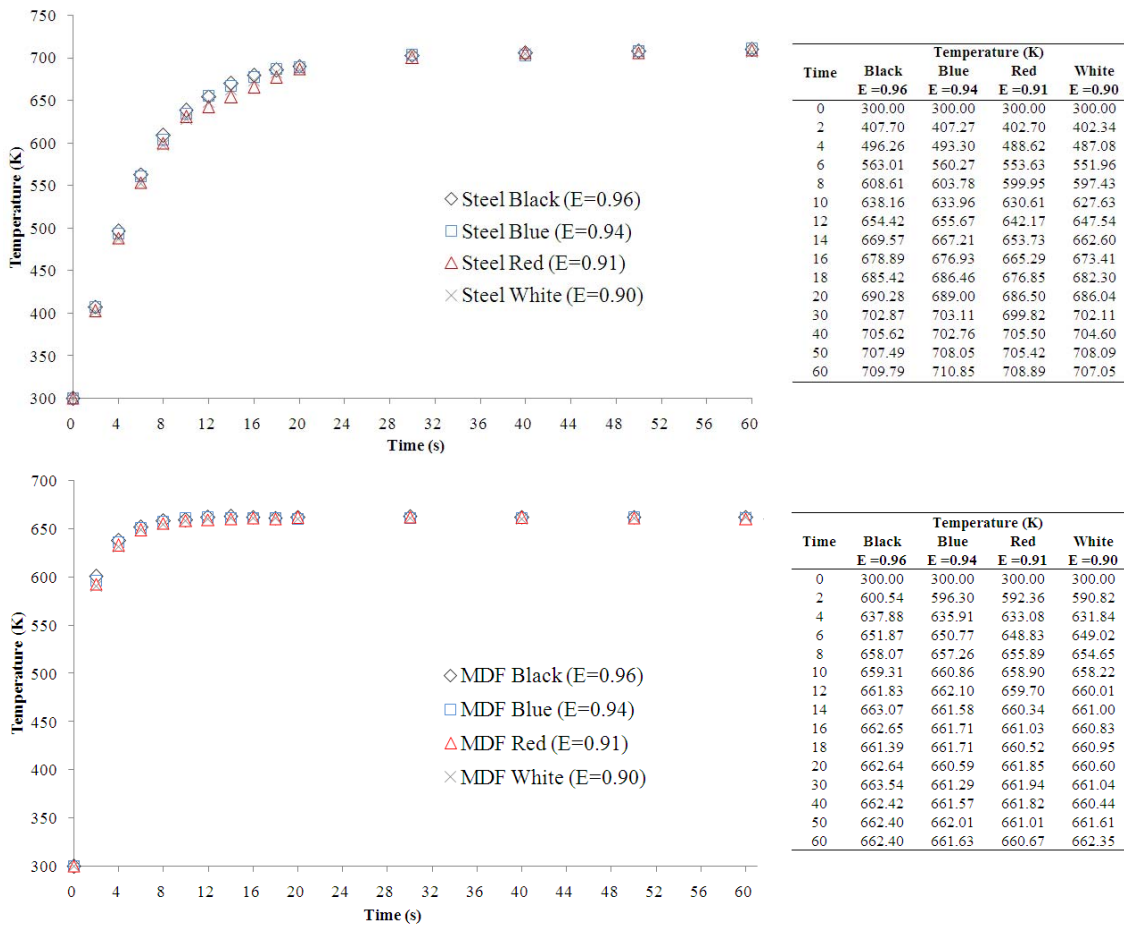 750
700
650
600
550
500
450
400
350
300
Temperature (K)
Steel Black (E=0.96)
Steel Blue (E=0.94)
Steel Red (E=0.91)
Steel White (E=0.90)
0 4 8 12 16 20 24 28 32 36 40 44 48 52 56 60
Time (s)
Temperature (K)
Time Black Blue Red White
E =0.96 E =0.94 E =0.91 E =0.90
0 300.00 300.00 300.00 300.00
2 407.70 407.27 402.70 402.34
4 496.26 493.30 488.62 487.08
6 563.01 560.27 553.63 551.96
8 608.61 603.78 599.95 597.43
10 638.16 633.96 630.61 627.63
12 654.42 655.67 642.17 647.54
14 669.57 667.21 653.73 662.60
16 678.89 676.93 665.29 673.41
18 685.42 686.46 676.85 682.30
20 690.28 689.00 686.50 686.04
30 702.87 703.11 699.82 702.11
40 705.62 702.76 705.50 704.60
50 707.49 708.05 705.42 708.09
60 709.79 710.85 708.89 707.05
700
650
600
550
500
450
400
350
300
Temperature (K)
MDF Black (E=0.96)
MDF Blue (E=0.94)
MDF Red (E=0.91)
MDF White (E=0.90)
0 4 8 12 16 20 24 28 32 36 40 44 48 52 56 60
Time (s)
Temperature (K)
Time Black Blue Red White
E =0.96 E =0.94 E =0.91 E =0.90
0 300.00 300.00 300.00 300.00
2 600.54 596.30 592.36 590.82
4 637.88 635.91 633.08 631.84
6 651.87 650.77 648.83 649.02
8 658.07 657.26 655.89 654.65
10 659.31 660.86 658.90 658.22
12 661.83 662.10 659.70 660.01
14 663.07 661.58 660.34 661.00
16 662.65 661.71 661.03 660.83
18 661.39 661.71 660.52 660.95
20 662.64 660.59 661.85 660.60
30 663.54 661.29 661.94 661.04
40 662.42 661.57 661.82 660.44
50 662.40 662.01 661.01 661.61
60 662.40 661.63 660.67 662.35